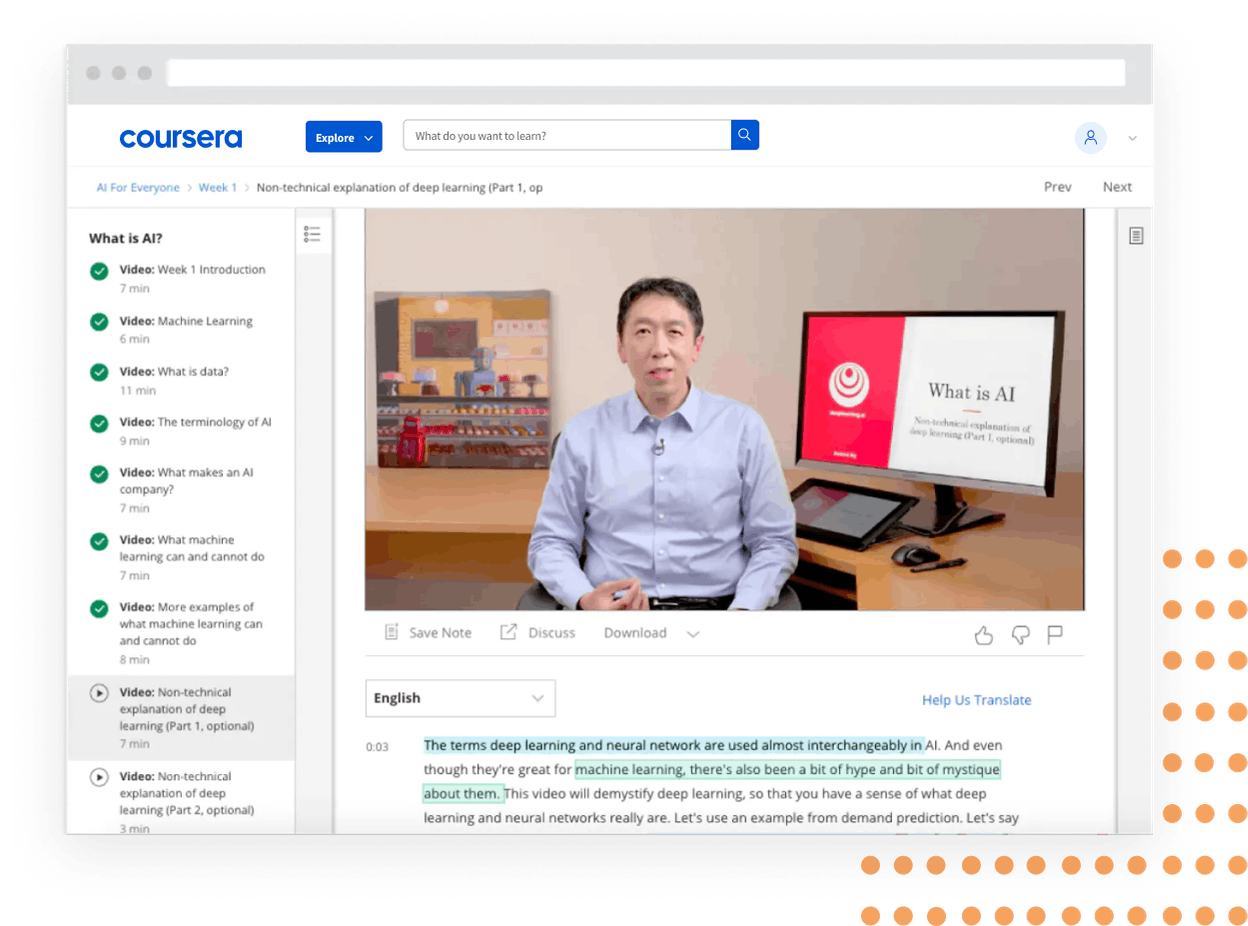 coursera
Explore
What do you want to learn?
AI For Everyone > Week 1 > Non-technical explanation of deep learning (Part 1, op
Prev
Next
What is AI?
Video: Week 1 Introduction
7 min
Video: Machine Learning
6 min
Video: What is data?
11 min
Video: The terminology of AI
9 min
Video: What makes an AI
company?
7 min
Video: What machine
learning can and cannot do
7 min
Video: More examples of
what machine learning can
and cannot do
8 min
Video: Non-technical
explanation of deep
learning (Part 1, optional)
7 min
Video: Non-technical
explanation of deep
learning (Part 2, optional)
3 min
deeplearning.ai
What is AI
Non-technical explanation of
deep learning (Part 1, optional)
Save Note
Discuss
Download
English
Help Us Translate
0:03
The terms deep learning and neural network are used almost interchangeably in AI. And even
though they're great for machine learning, there's also been a bit of hype and bit of mystique
about them. This video will demystify deep learning, so that you have a sense of what deep
learning and neural networks really are. Let's use an example from demand prediction. Let's say